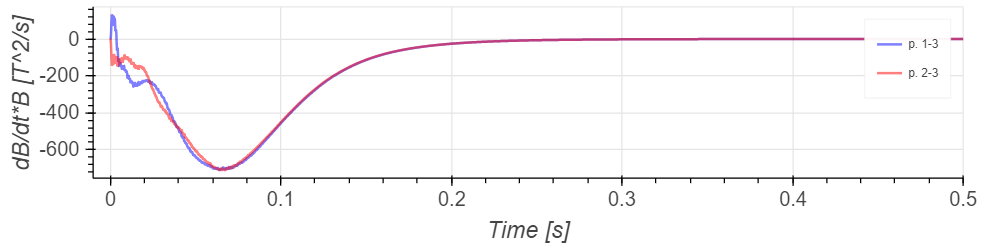 dB/dt*B [T^2/s]
0
-200
-400
-600
p. 1-3
p. 2-3
0
0.1
0.2
0.3
0.4
0.5
Time [s]